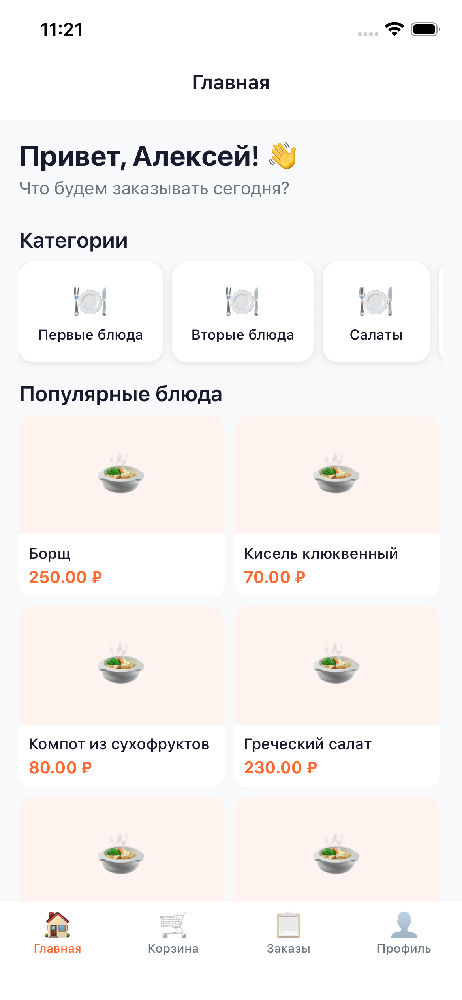 11:21
Главная
Привет, Алексей! 👋
Что будем заказывать сегодня?
Категории
Первые блюда
Вторые блюда
Салаты
Популярные блюда
Борщ
250.00 ₽
Кисель клюквенный
70.00 ₽
Компот из сухофруктов
80.00 ₽
Греческий салат
230.00 ₽
Главная
Корзина
Заказы
Профиль